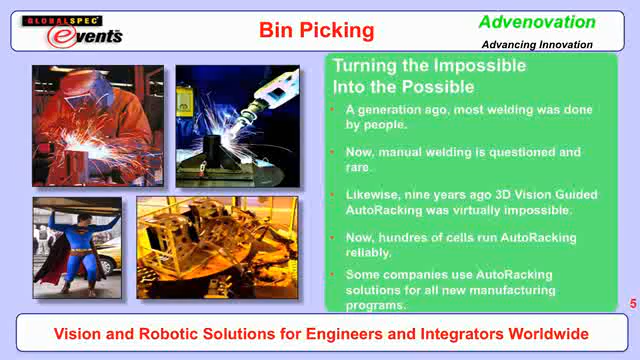 GLOBALSPEC
events
Bin Picking
Advenovation
Advancing Innovation
Turning the Impossible
Into the Possible
• A generation ago, most welding was done
by people.
• Now, manual welding is questioned and
rare.
• Likewise, nine years ago 3D Vision Guided
AutoRacking was virtually impossible.
• Now, hundres of cells run AutoRacking
reliably.
• Some companies use AutoRacking
solutions for all new manufacturing
programs.
5
Vision and Robotic Solutions for Engineers and Integrators Worldwide